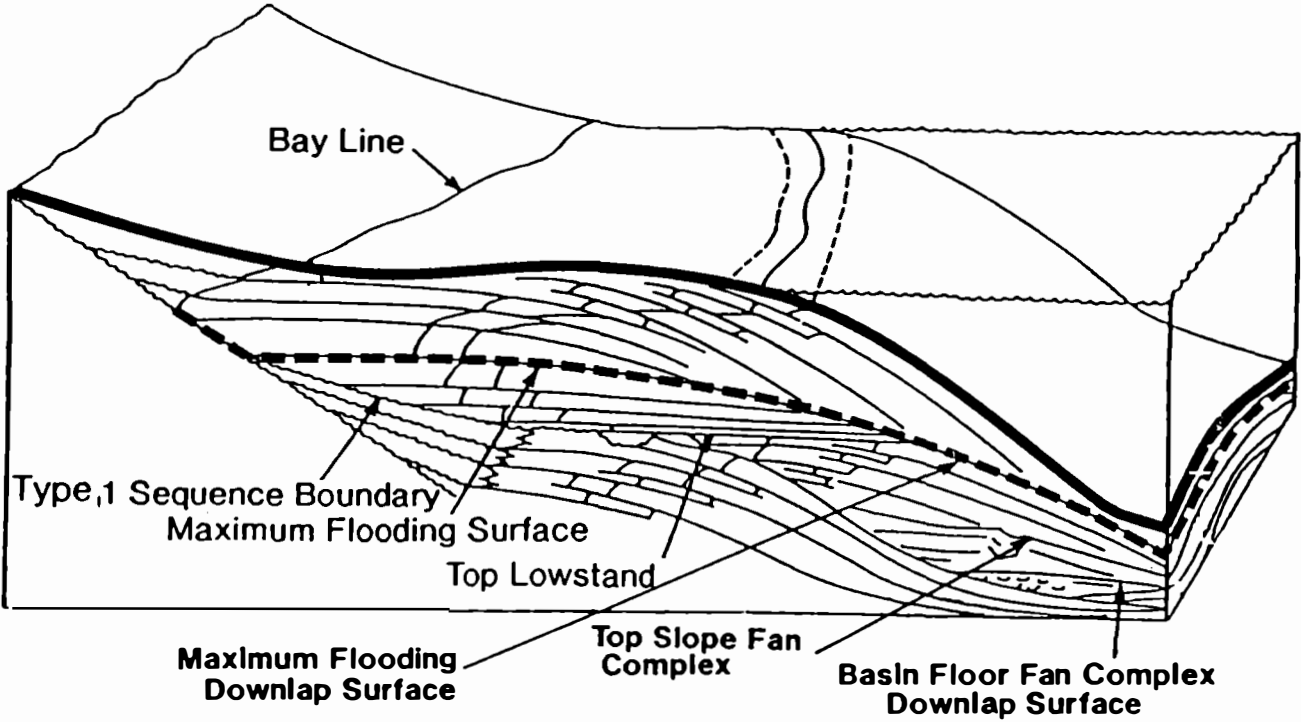 Bay Line
Type,1 Sequence Boundary
Maximum Flooding Surface
Top Lowstand
Maximum Flooding
Downlap Surface
Top Slope Fan
Complex
Basin Floor Fan Complex
Downlap Surface